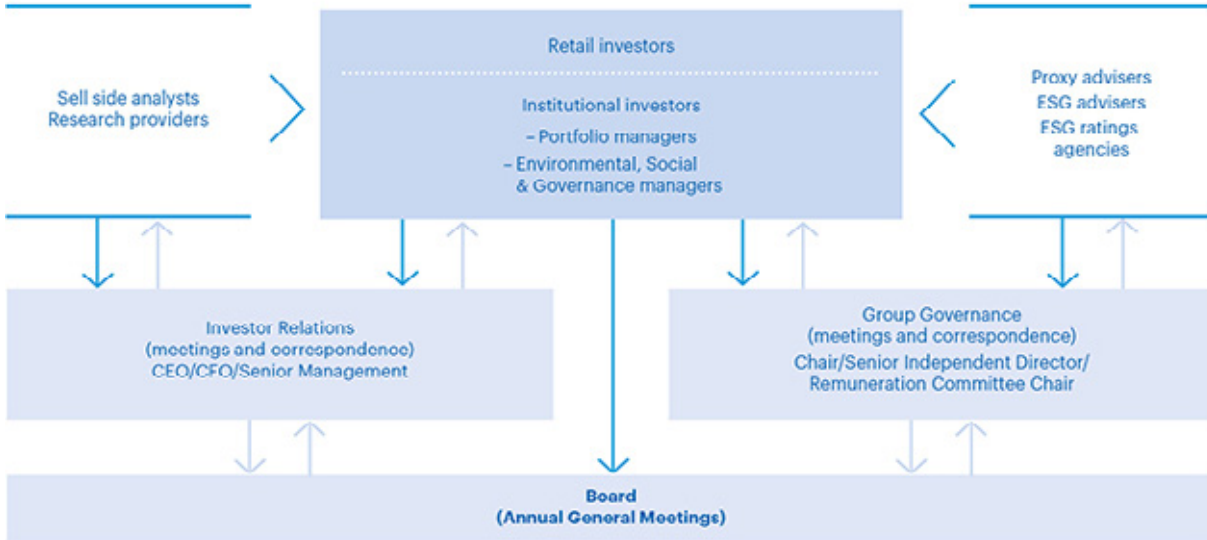 Sell side analysts
Research providers
Retail investors
Institutional investors
– Portfolio managers
– Environmental, Social
& Governance managers
Proxy advisers
ESG advisers
ESG ratings
agencies
Investor Relations
(meetings and correspondence)
CEO/CFO/Senior Management
Group Governance
(meetings and correspondence)
Chair/Senior Independent Director/
Remuneration Committee Chair
Board
(Annual General Meetings)